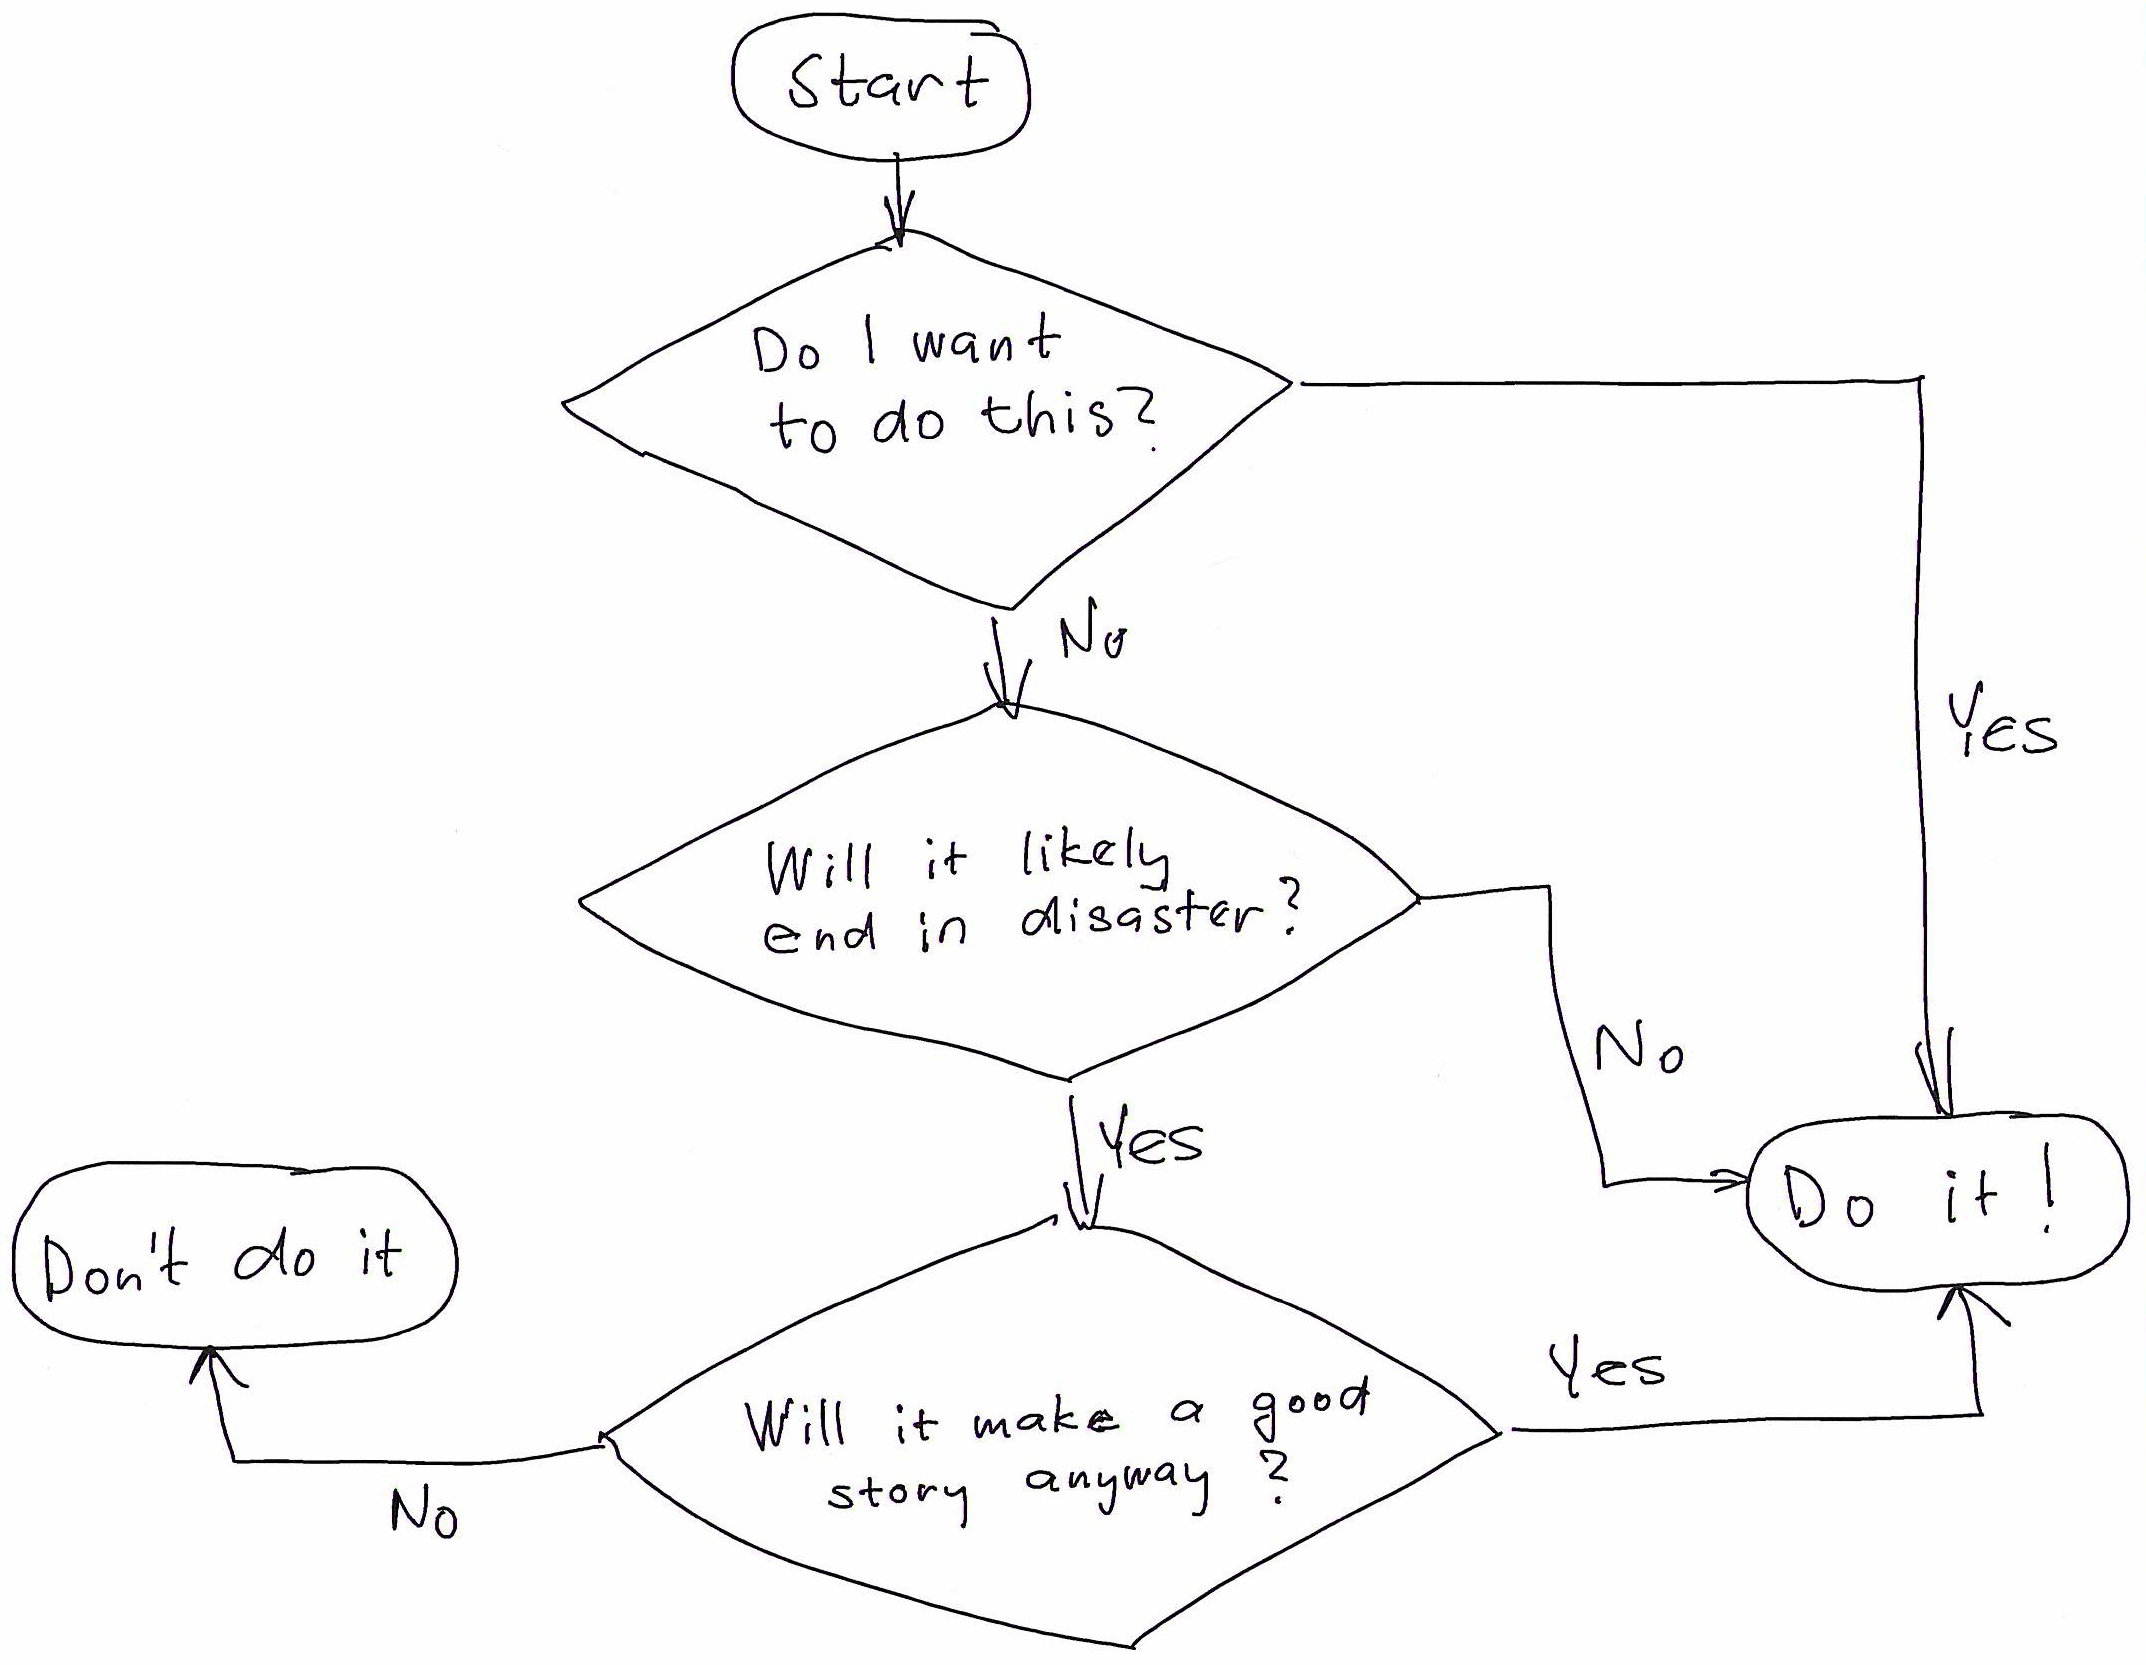 Start
Do I want
to do this?
No
Yes
Will it likely
end in disaster?
No
Yes
Do it!
Don't do it
Will it make a good
story anyway?
Yes
No